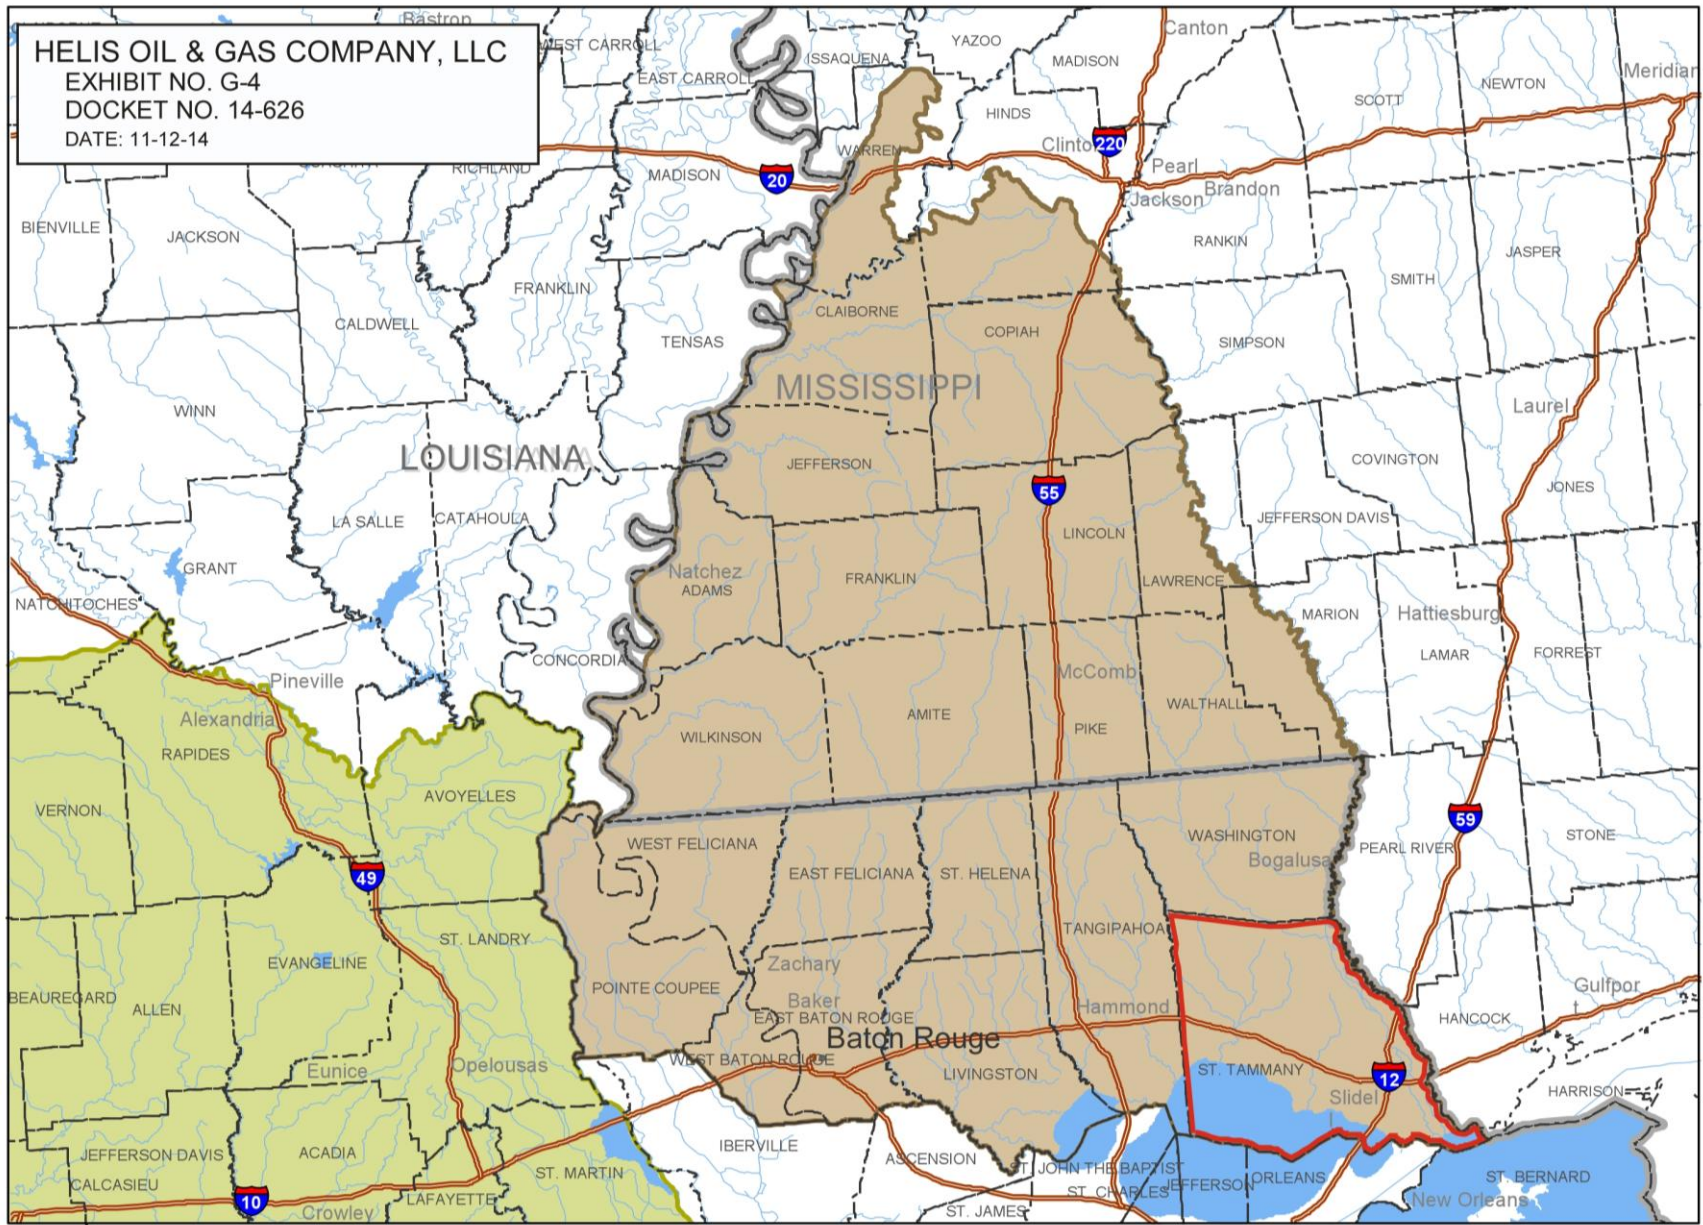 HELIS OIL & GAS COMPANY, LLC
EXHIBIT NO. G-4
DOCKET NO. 14-626
DATE: 11-12-14
Bastrop
WEST CARROLL
EAST CARROLL
ISSAQUENA
YAZOO
MADISON
Canton
SCOTT
NEWTON
Meridian
HINDS
WARREN
Clinto
220
Pearl
Jackson
Brandon
RICHLAND
MADISON
20
BIENVILLE
JACKSON
RANKIN
JASPER
SMITH
FRANKLIN
CALDWELL
TENSAS
CLAIBORNE
COPIAH
SIMPSON
MISSISSIPPI
WINN
LOUISIANA
Laurel
JEFFERSON
COVINGTON
JONES
55
LA SALLE
CATAHOULA
JEFFERSON DAVIS
LINCOLN
GRANT
Natchez
ADAMS
FRANKLIN
LAWRENCE
NATCHITOCHES
MARION
Hattiesburg
CONCORDIA
LAMAR
FORREST
Pineville
McComb
Alexandria
RAPIDES
WILKINSON
AMITE
PIKE
WALTHALL
VERNON
AVOYELLES
WEST FELICIANA
WASHINGTON
Bogalusa
59
PEARL RIVER
STONE
49
EAST FELICIANA
ST. HELENA
TANGIPAHOA
ST. LANDRY
EVANGELINE
Zachary
BEAUREGARD
ALLEN
POINTE COUPEE
Baker
EAST BATON ROUGE
Hammond
Gulfpor
t
HANCOCK
Baton Rouge
WEST BATON ROUGE
Eunice
Opelousas
LIVINGSTON
ST. TAMMANY
12
Slidel
HARRISON
JEFFERSON DAVIS
ACADIA
IBERVILLE
ASCENSION
ST. JOHN THE BAPTIST
CALCASIEU
ST. MARTIN
ST. CHARLES
JEFFERSON
ORLEANS
ST. BERNARD
10
LAFAYETTE
New Orleans
Crowley
ST. JAMES